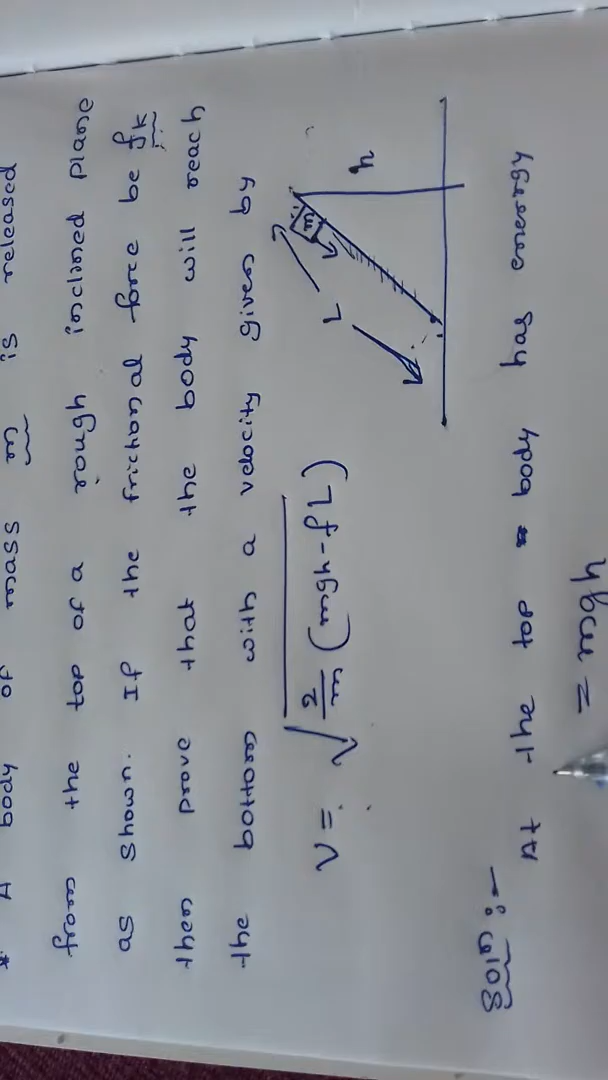 * A body of mass m is released
from the top of a rough inclined plane
as shown. If the frictional force be fk
then prove that the body will reach
the bottom with a velocity given by
V = √(2/m (mgh - fL))
m
L
h
Soln :-
At the top body has energy
= mgh